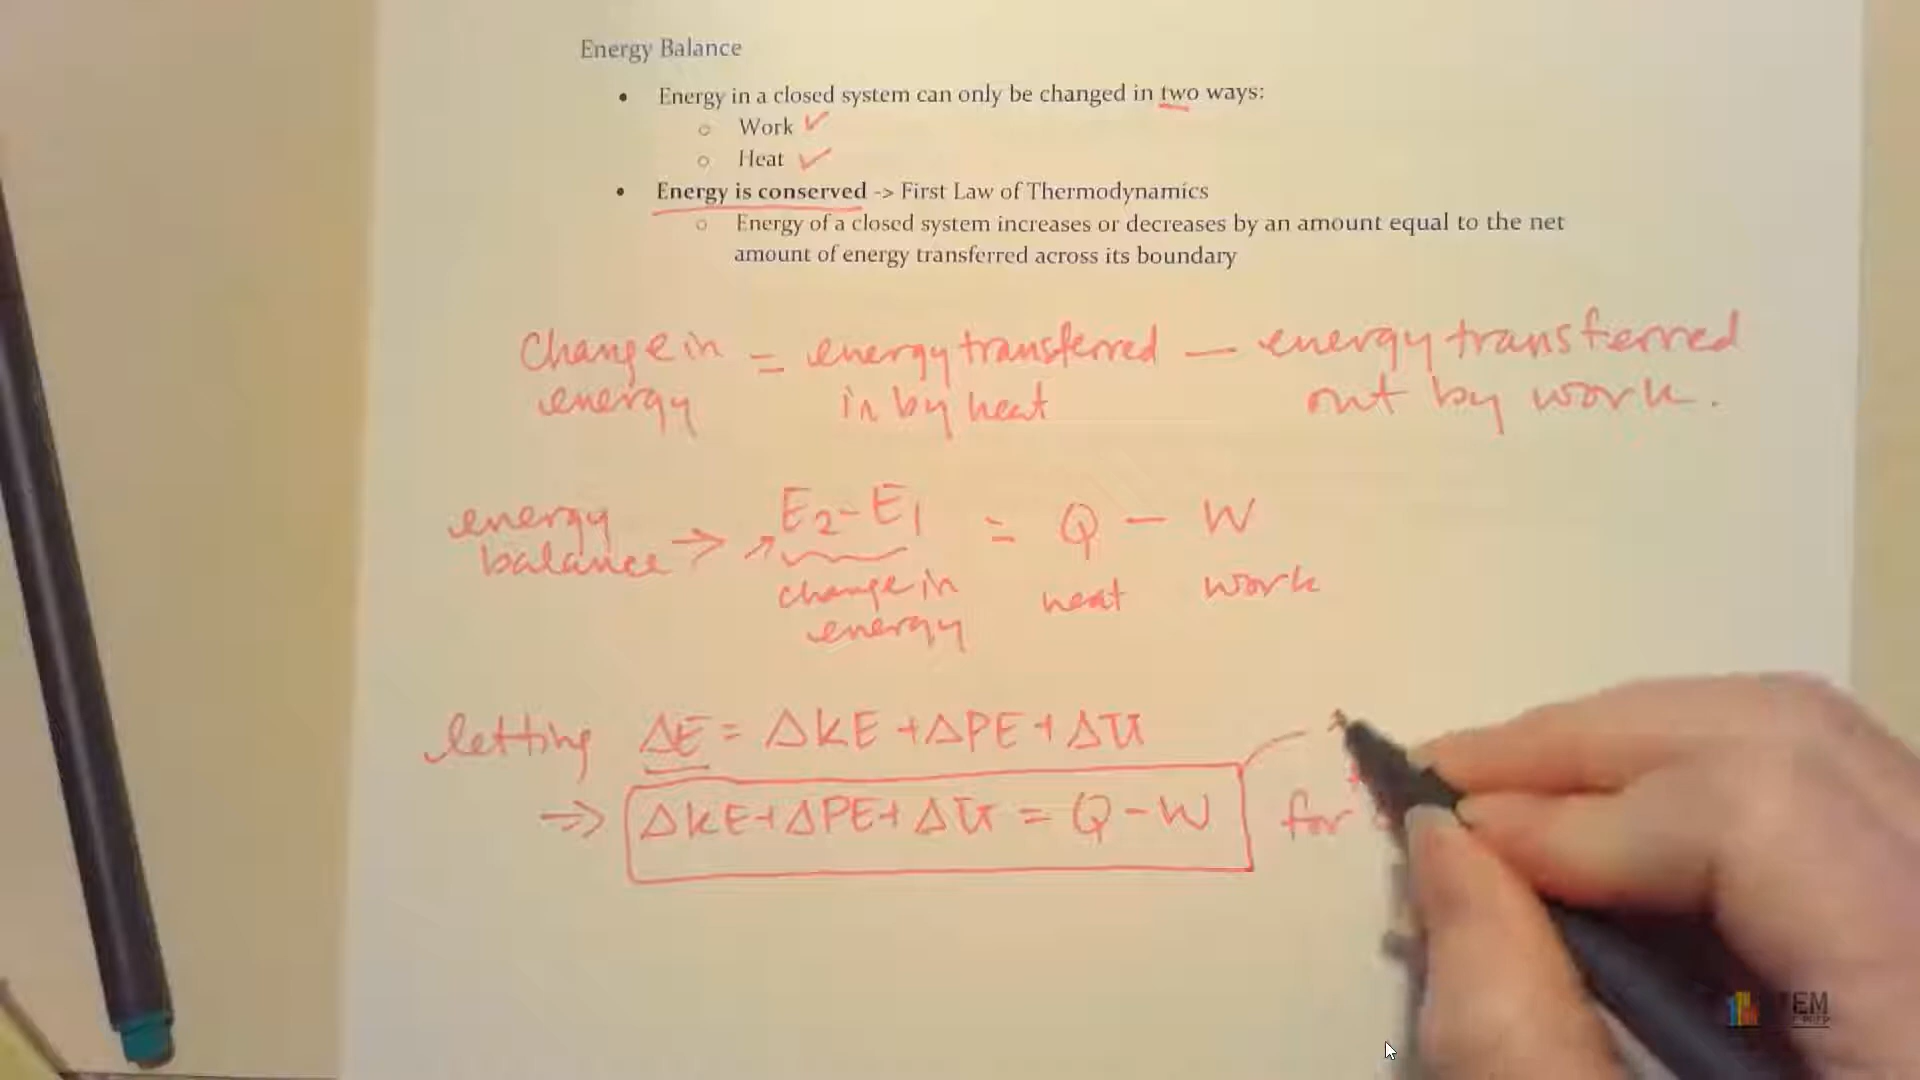 Energy Balance
• Energy in a closed system can only be changed in two ways:
○ Work ✓
○ Heat ✓
• Energy is conserved -> First Law of Thermodynamics
○ Energy of a closed system increases or decreases by an amount equal to the net
amount of energy transferred across its boundary
Change in = energy transferred — energy transferred
energy in by heat out by work.
energy balance → E₂-E₁ = Q - W
change in energy heat work
letting ΔE = ΔKE + ΔPE + ΔU
⇒ ΔKE+ΔPE+ΔU = Q-W for
STEM